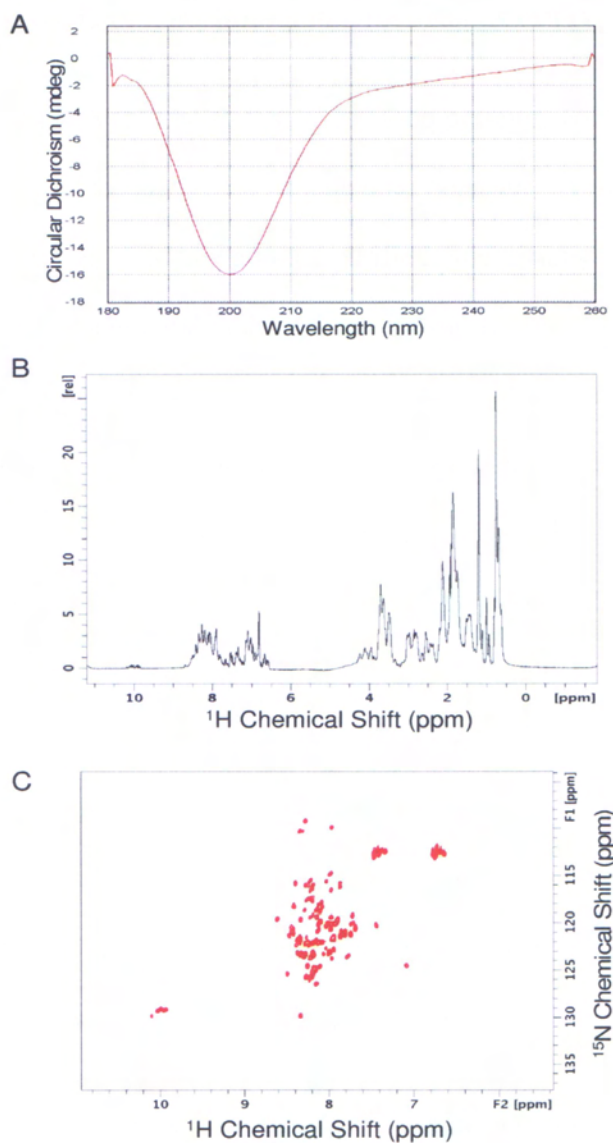 A
Circular Dichroism (mdeg)
2
0
-2
-4
-6
-8
-10
-12
-14
-16
-18
180 190 200 210 220 230 240 250 260
Wavelength (nm)
B
[rel]
20
15
10
5
0
10 8 6 4 2 0 [ppm]
¹H Chemical Shift (ppm)
C
F1 [ppm]
115
120
125
130
135
¹⁵N Chemical Shift (ppm)
10 9 8 7 F2 [ppm]
¹H Chemical Shift (ppm)